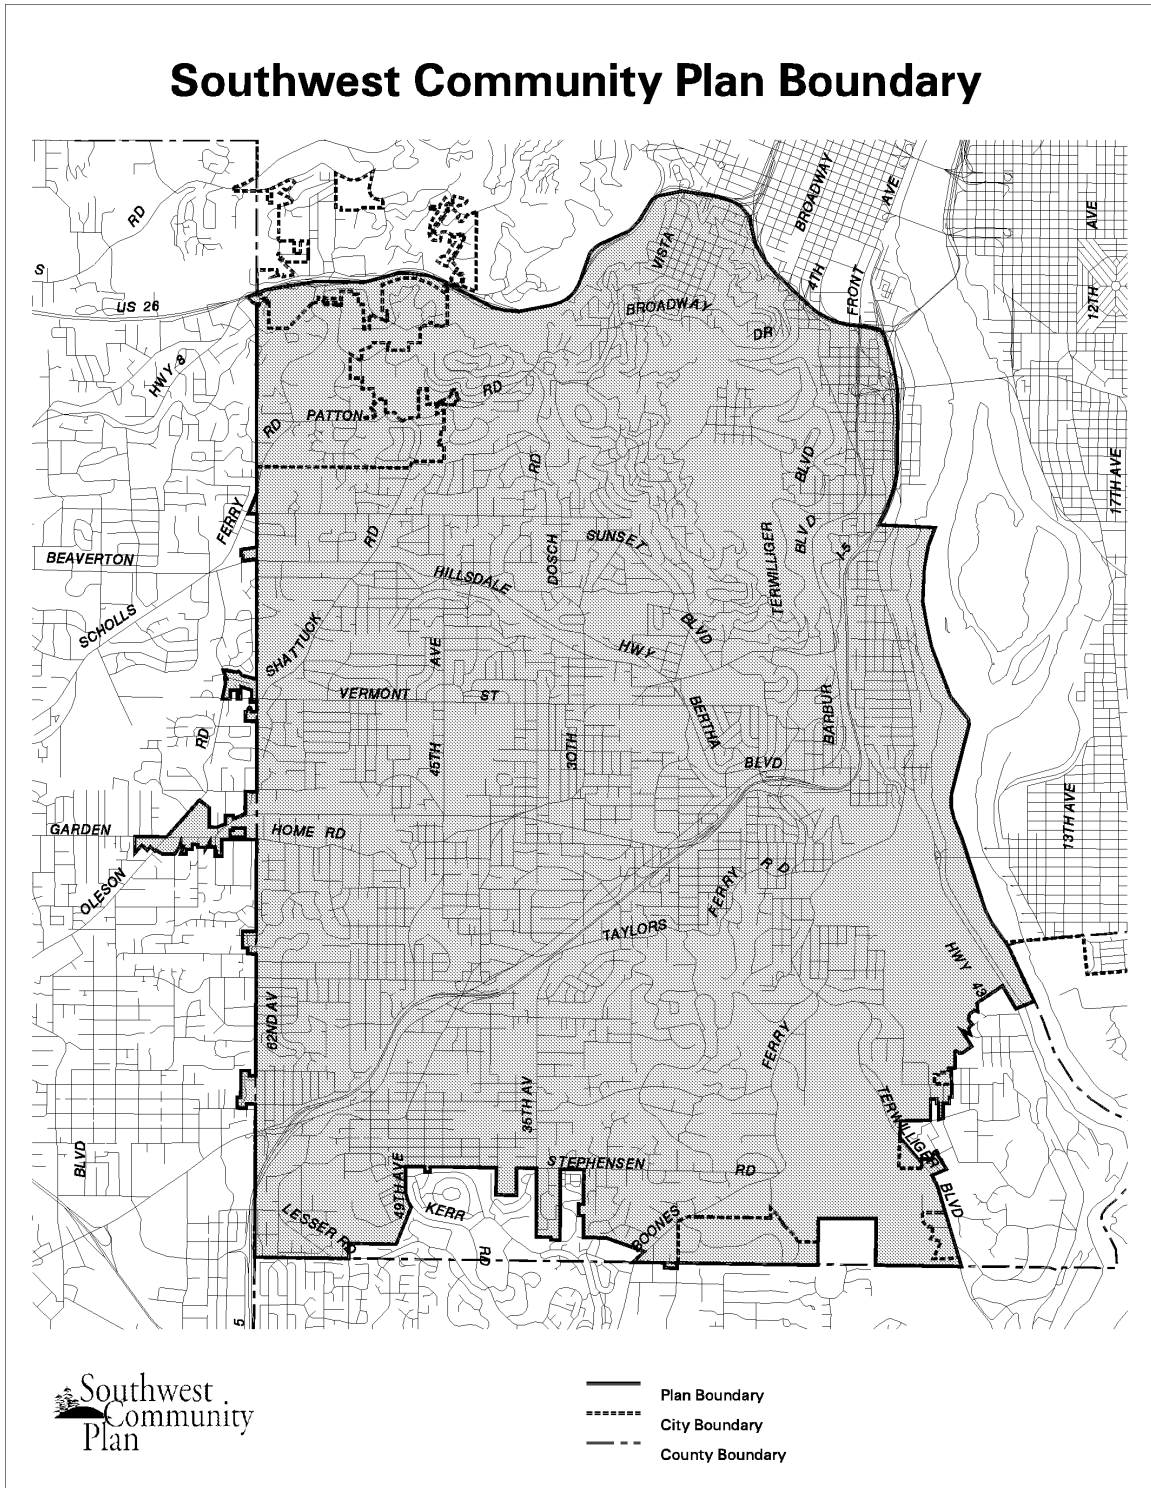 Southwest Community Plan Boundary
BROADWAY
AVE
AVE
RD
VISTA
S
4TH
FRONT
12TH
US 26
BROADWAY
DR
HWY 8
RD
PATTON
RD
BLVD
RD
17TH AVE
FERRY
RD
SUNSET
DOSCH
TERWILLIGER
BLVD
I-5
BEAVERTON
HILLSDALE
SCHOLLS
SHATTUCK
AVE
HWY
BLVD
VERMONT
ST
BERTHA
BARBUR
RD
45TH
30TH
BLVD
13TH AVE
GARDEN
HOME RD
RD
OLESON
FERRY
TAYLORS
HWY
43
62ND AV
FERRY
35TH AV
TERWILLIGER
BLVD
49TH AVE
STEPHENSEN
RD
BLVD
LESSER RD
KERR
BOONES
RD
5
Southwest
Community
Plan
Plan Boundary
City Boundary
County Boundary